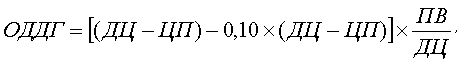 ОДДГ = [(ДЦ − ЦП) − 0,10 × (ДЦ − ЦП)] × ПВ / ДЦ,